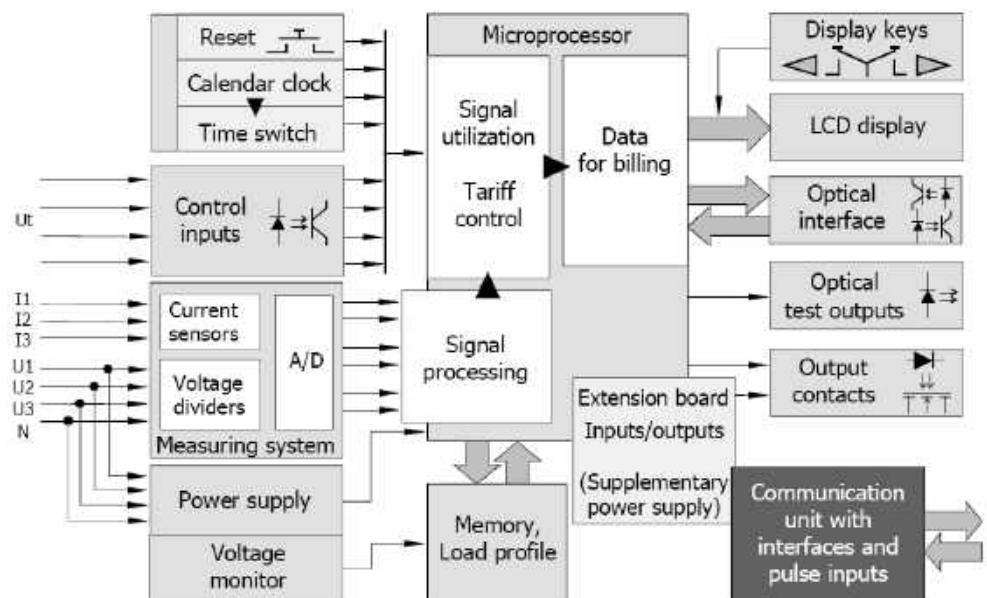 Reset
Calendar clock
Time switch
Ut
Control
inputs
I1
I2
I3
U1
U2
U3
N
Current
sensors
Voltage
dividers
A/D
Measuring system
Power supply
Voltage
monitor
Microprocessor
Signal
utilization
Tariff
control
Data
for billing
Signal
processing
Memory,
Load profile
Extension board
Inputs/outputs
(Supplementary
power supply)
Display keys
LCD display
Optical
interface
Optical
test outputs
Output
contacts
Communication
unit with
interfaces and
pulse inputs